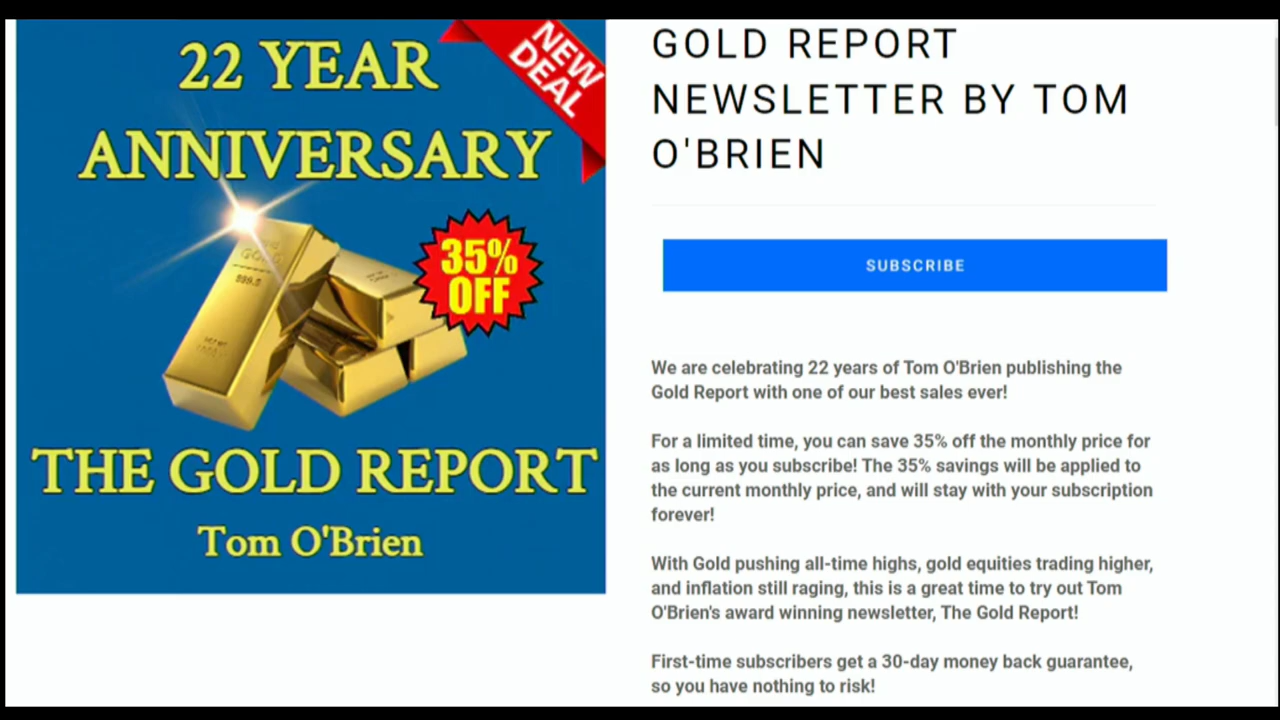 22 YEAR
ANNIVERSARY
NEW
DEAL
GOLD
999.0
35%
OFF
THE GOLD REPORT
Tom O'Brien
GOLD REPORT
NEWSLETTER BY TOM
O'BRIEN
SUBSCRIBE
We are celebrating 22 years of Tom O'Brien publishing the
Gold Report with one of our best sales ever!
For a limited time, you can save 35% off the monthly price for
as long as you subscribe! The 35% savings will be applied to
the current monthly price, and will stay with your subscription
forever!
With Gold pushing all-time highs, gold equities trading higher,
and inflation still raging, this is a great time to try out Tom
O'Brien's award winning newsletter, The Gold Report!
First-time subscribers get a 30-day money back guarantee,
so you have nothing to risk!